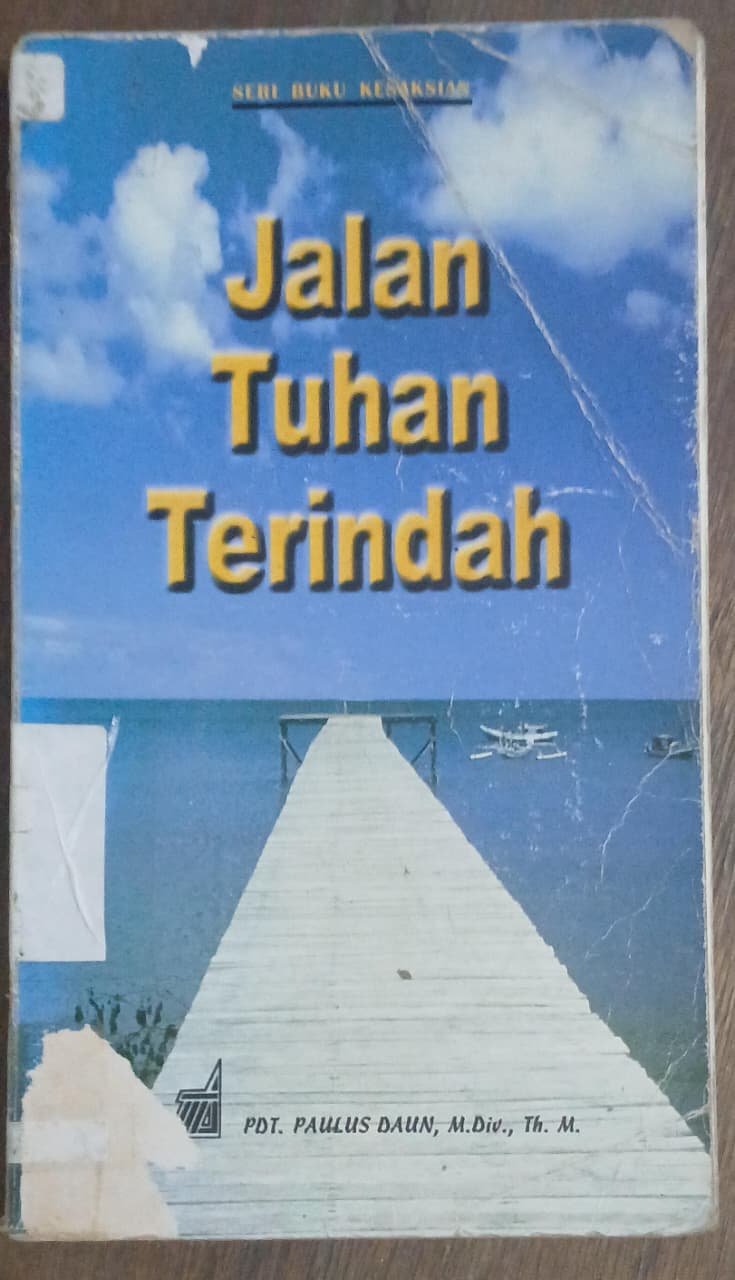 SERI BUKU KESAKSIAN
Jalan
Tuhan
Terindah
PDT. PAULUS DAUN, M.Div., Th. M.